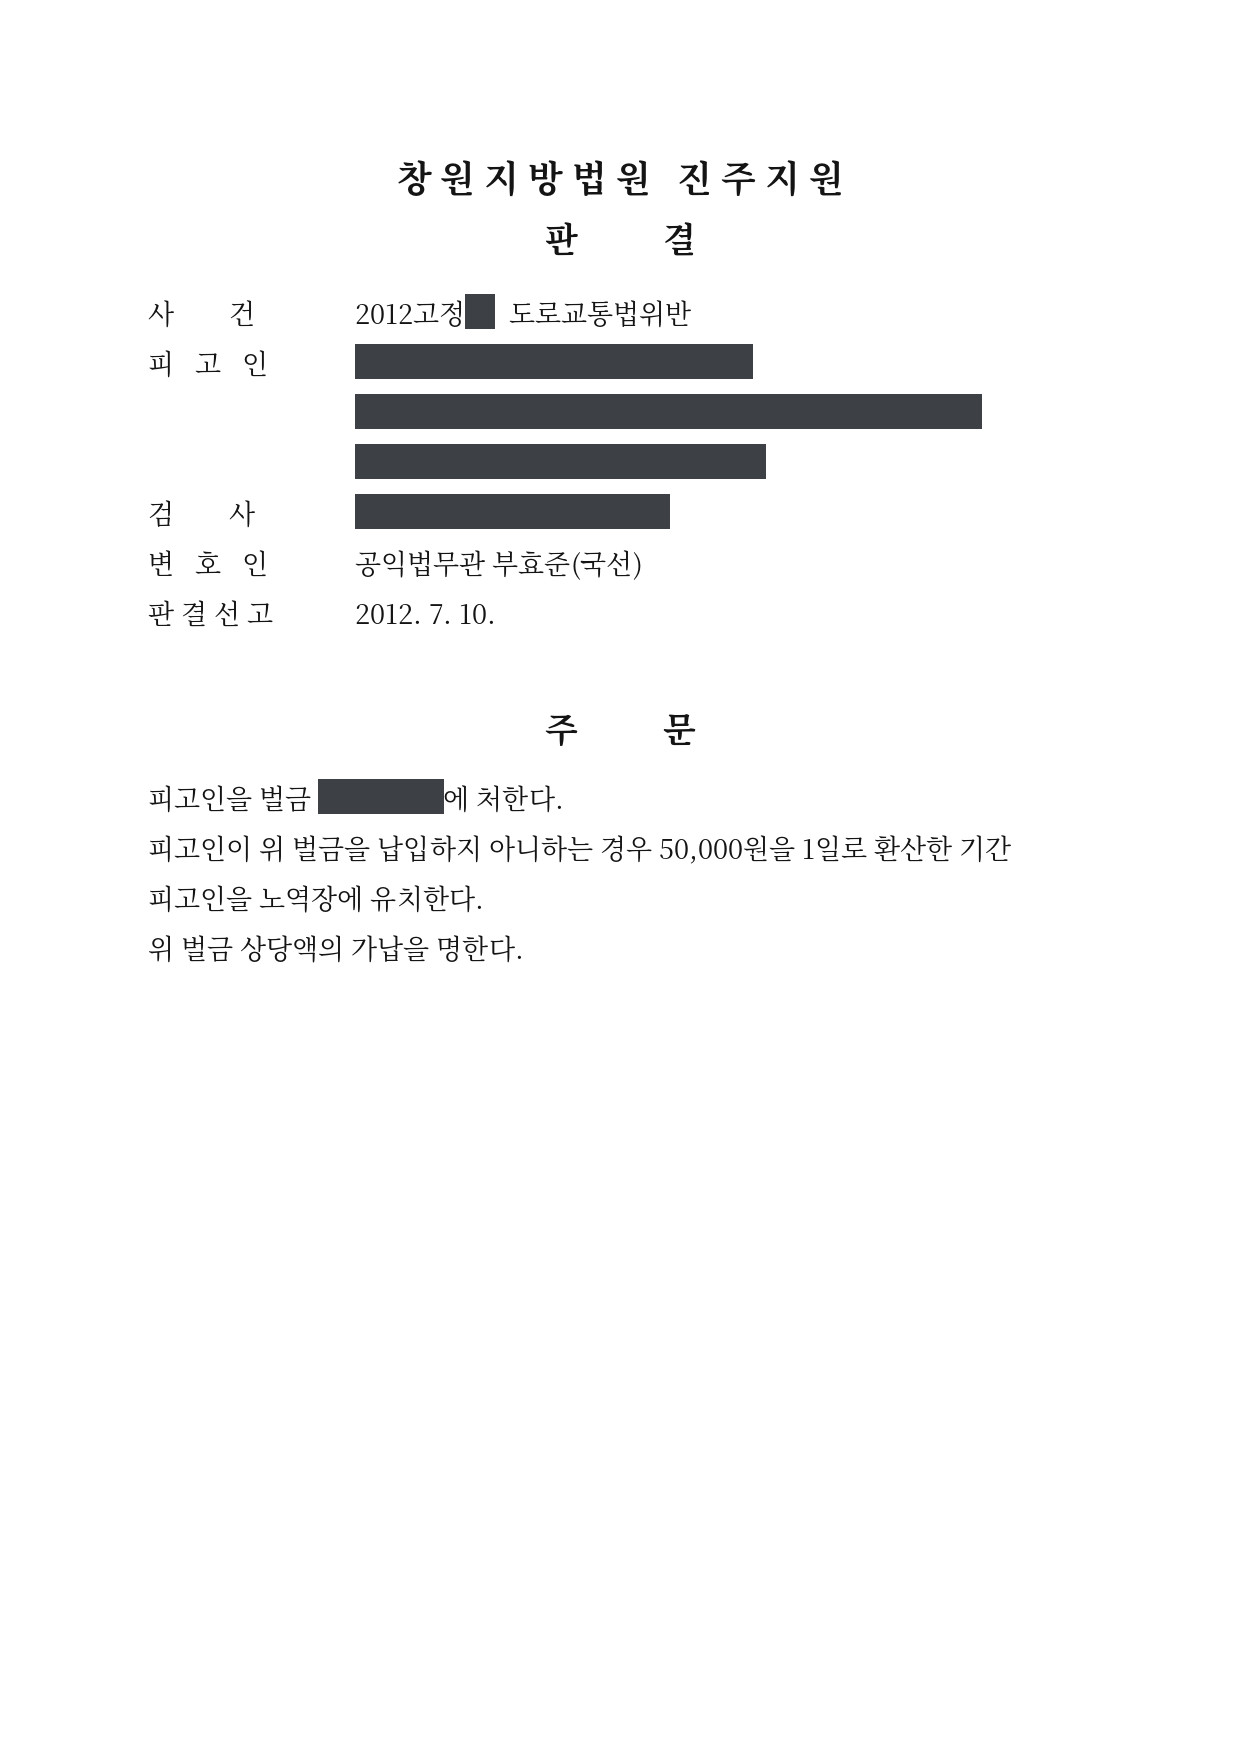 창원지방법원 진주지원
판 결
사 건 2012고정 도로교통법위반
피 고 인
검 사
변 호 인 공익법무관 부효준(국선)
판결선고 2012. 7. 10.
주 문
피고인을 벌금 에 처한다.
피고인이 위 벌금을 납입하지 아니하는 경우 50,000원을 1일로 환산한 기간
피고인을 노역장에 유치한다.
위 벌금 상당액의 가납을 명한다.